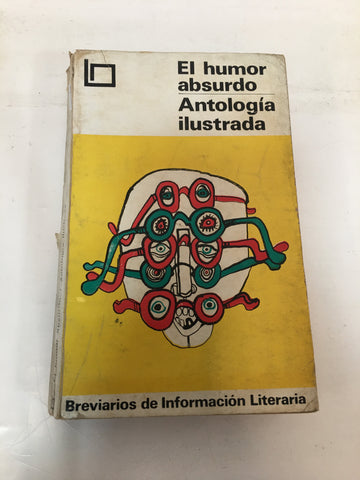 El humor
absurdo
Antología
ilustrada
Breviarios de Información Literaria